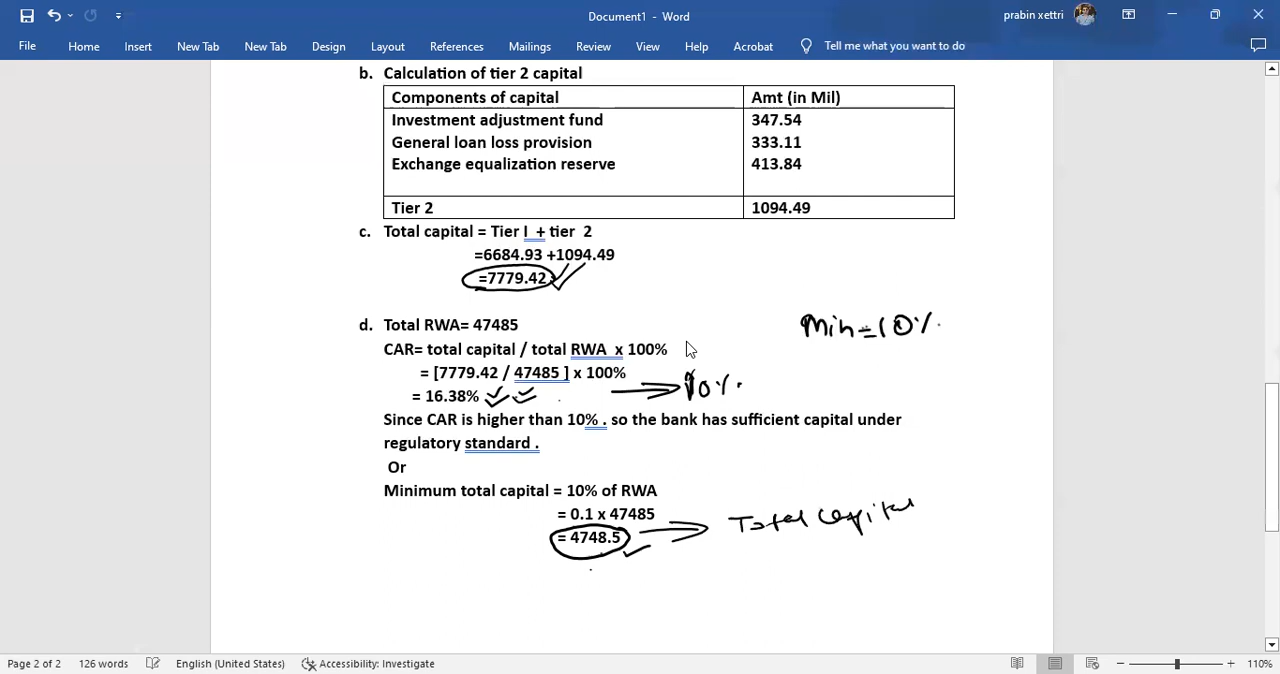 Document1 - Word
prabin xettri
File Home Insert New Tab New Tab Design Layout References Mailings Review View Help Acrobat Tell me what you want to do
b. Calculation of tier 2 capital
Components of capital Amt (in Mil)
Investment adjustment fund 347.54
General loan loss provision 333.11
Exchange equalization reserve 413.84
Tier 2 1094.49
c. Total capital = Tier I + tier 2
=6684.93 +1094.49
=7779.42
d. Total RWA= 47485
Min = 10%
CAR= total capital / total RWA x 100%
= [7779.42 / 47485 ] x 100%
= 16.38% 10%
Since CAR is higher than 10% . so the bank has sufficient capital under
regulatory standard .
Or
Minimum total capital = 10% of RWA
= 0.1 x 47485
= 4748.5 Total capital
Page 2 of 2 126 words English (United States) Accessibility: Investigate 110%